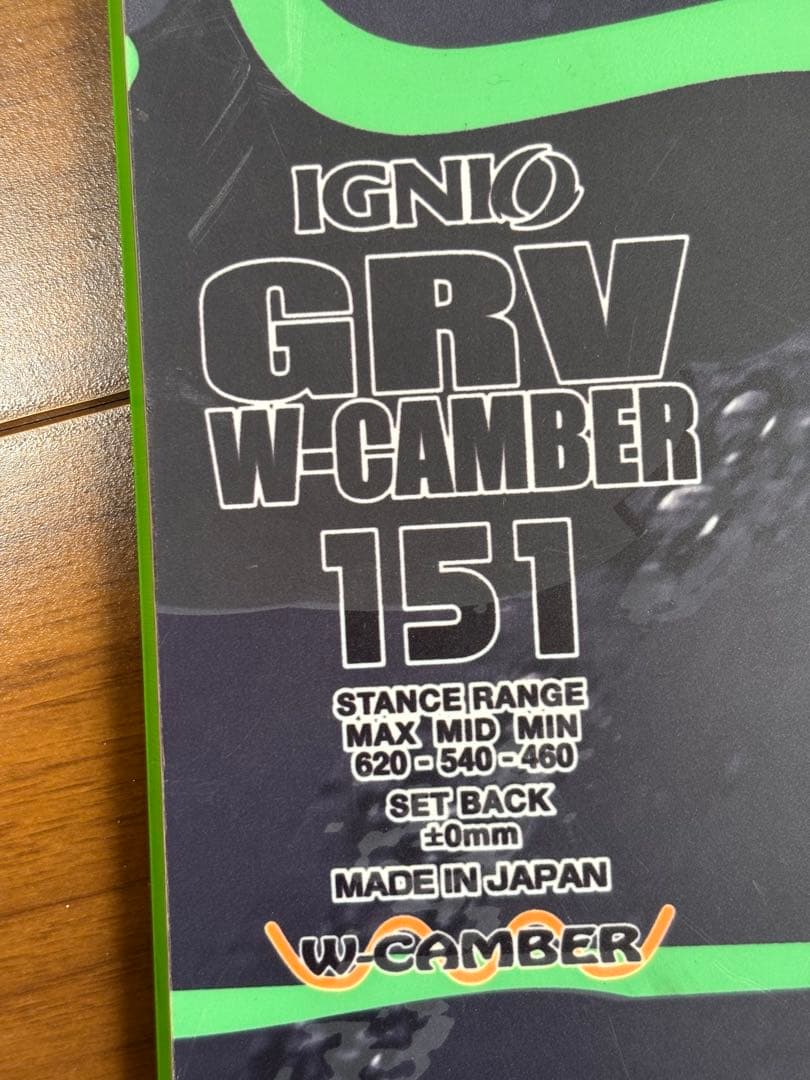 IGNIO
GRV
W-CAMBER
151
STANCE RANGE
MAX MID MIN
620-540-460
SET BACK
±0mm
MADE IN JAPAN
W-CAMBER